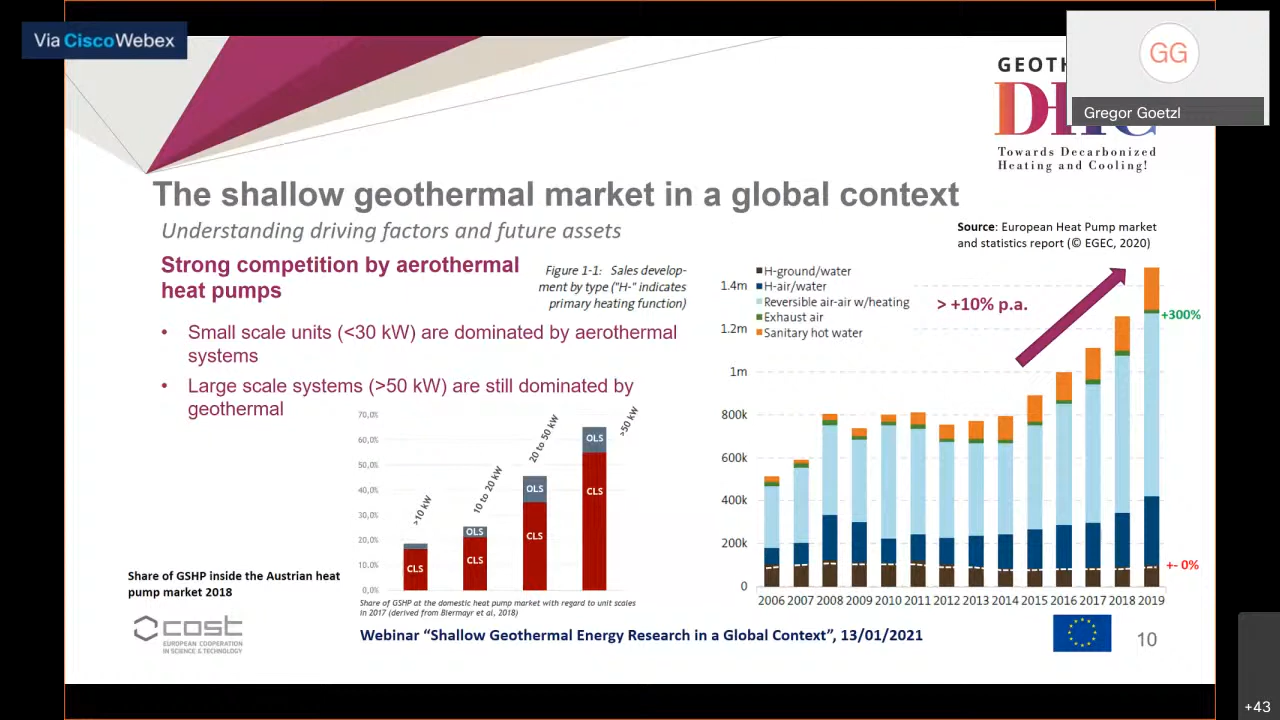 Via CiscoWebex
GG
Gregor Goetzl
GEOTH
Towards Decarbonized
Heating and Cooling!
The shallow geothermal market in a global context
Understanding driving factors and future assets
Source: European Heat Pump market
and statistics report (© EGEC, 2020)
Strong competition by aerothermal
heat pumps
• Small scale units (<30 kW) are dominated by aerothermal
systems
• Large scale systems (>50 kW) are still dominated by
geothermal
Figure 1-1: Sales develop-
ment by type ("H-" indicates
primary heating function)
H-ground/water
H-air/water
Reversible air-air w/heating
Exhaust air
Sanitary hot water
> +10% p.a.
+300%
+- 0%
1.4m
1.2m
1m
800k
600k
400k
200k
0
2006 2007 2008 2009 2010 2011 2012 2013 2014 2015 2016 2017 2018 2019
70,0%
60,0%
50,0%
40,0%
30,0%
20,0%
10.0%
0,0%
>10 kW
10 to 20 kW
20 to 50 kW
>50 kW
CLS
OLS
CLS
OLS
CLS
OLS
CLS
Share of GSHP at the domestic heat pump market with regard to unit scales
in 2017 (derived from Biermayr et al, 2018)
Share of GSHP inside the Austrian heat
pump market 2018
cost
EUROPEAN COOPERATION
IN SCIENCE & TECHNOLOGY
Webinar “Shallow Geothermal Energy Research in a Global Context”, 13/01/2021
10
+43